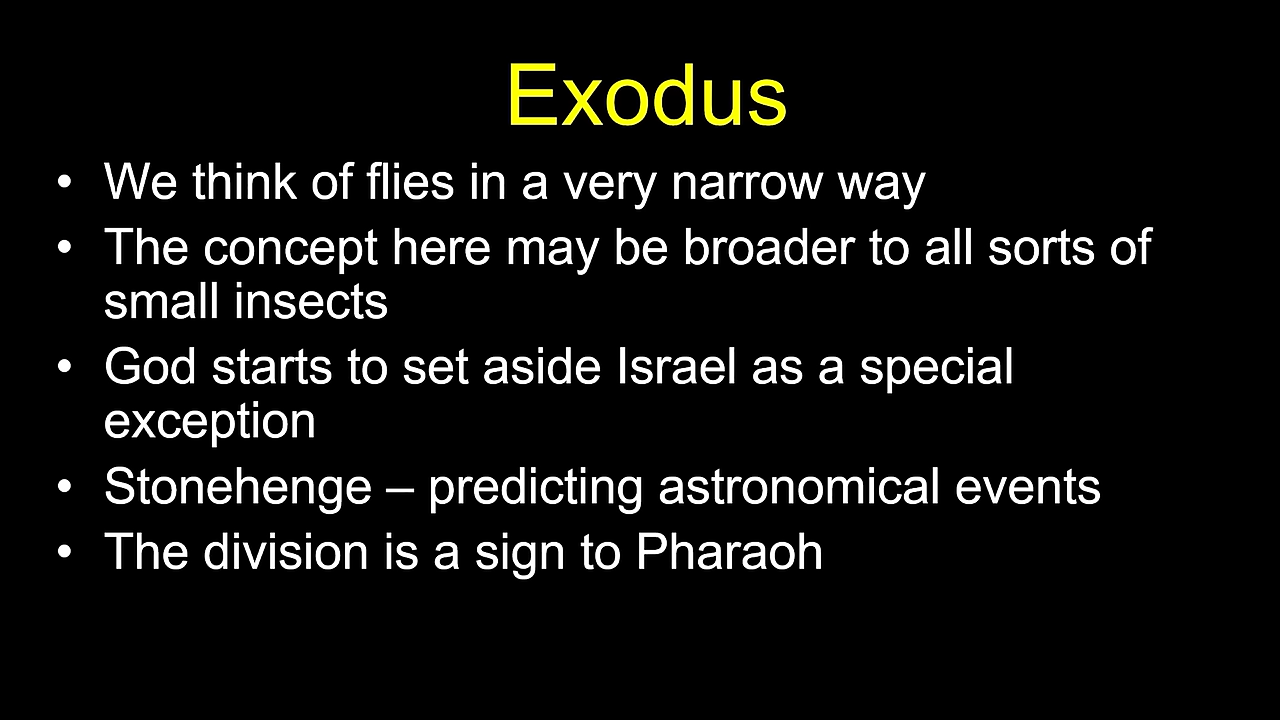 Exodus
• We think of flies in a very narrow way
• The concept here may be broader to all sorts of
small insects
• God starts to set aside Israel as a special
exception
• Stonehenge – predicting astronomical events
• The division is a sign to Pharaoh